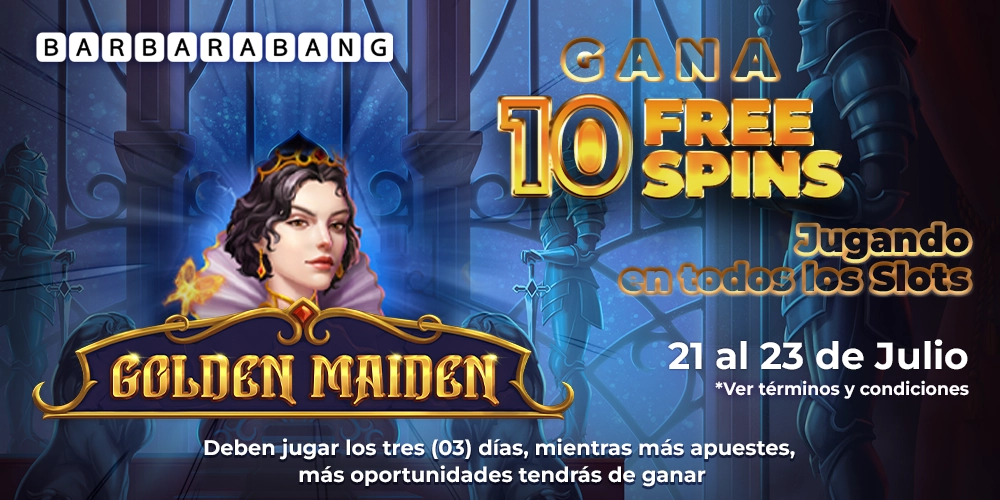 BARBARABANG
GANA
10 FREE
SPINS
Jugando
en todos los Slots
GOLDEN MAIDEN
21 al 23 de Julio
*Ver términos y condiciones
Deben jugar los tres (03) días, mientras más apuestes,
más oportunidades tendrás de ganar